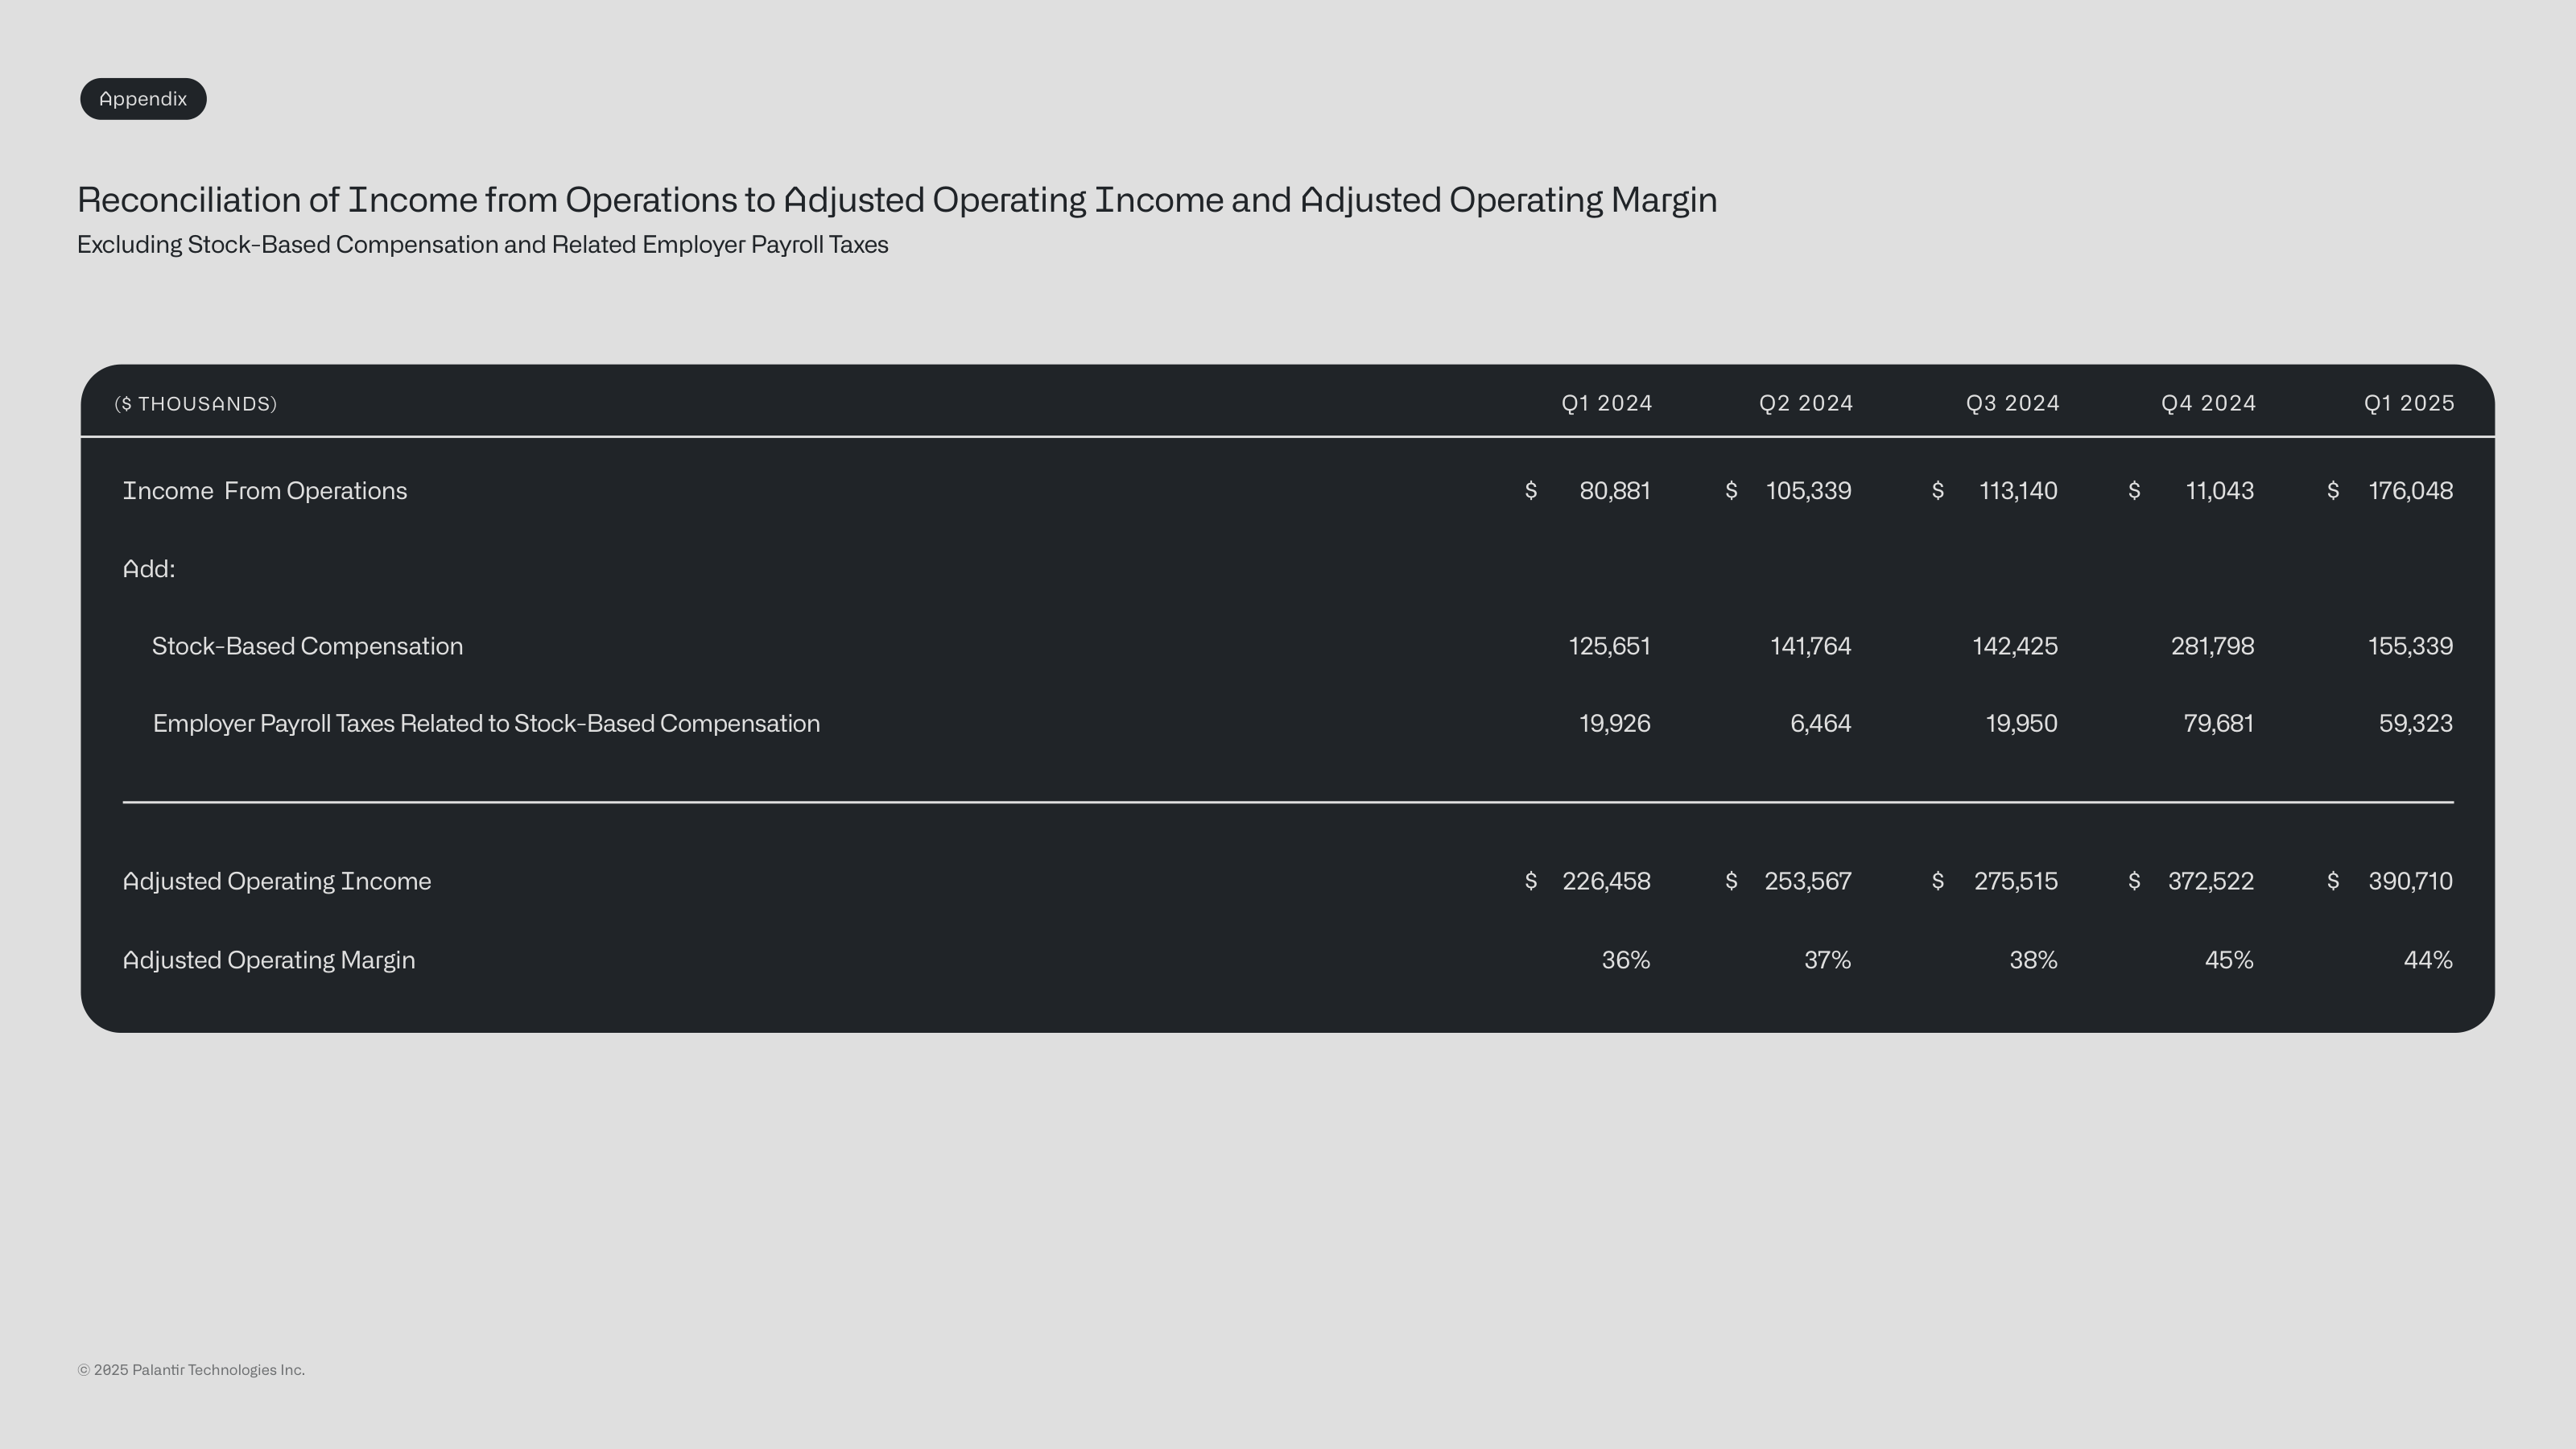 Appendix
Reconciliation of Income from Operations to Adjusted Operating Income and Adjusted Operating Margin
Excluding Stock-Based Compensation and Related Employer Payroll Taxes
($ THOUSANDS) Q1 2024 Q2 2024 Q3 2024 Q4 2024 Q1 2025
Income From Operations $ 80,881 $ 105,339 $ 113,140 $ 11,043 $ 176,048
Add:
Stock-Based Compensation 125,651 141,764 142,425 281,798 155,339
Employer Payroll Taxes Related to Stock-Based Compensation 19,926 6,464 19,950 79,681 59,323
Adjusted Operating Income $ 226,458 $ 253,567 $ 275,515 $ 372,522 $ 390,710
Adjusted Operating Margin 36% 37% 38% 45% 44%
© 2025 Palantir Technologies Inc.